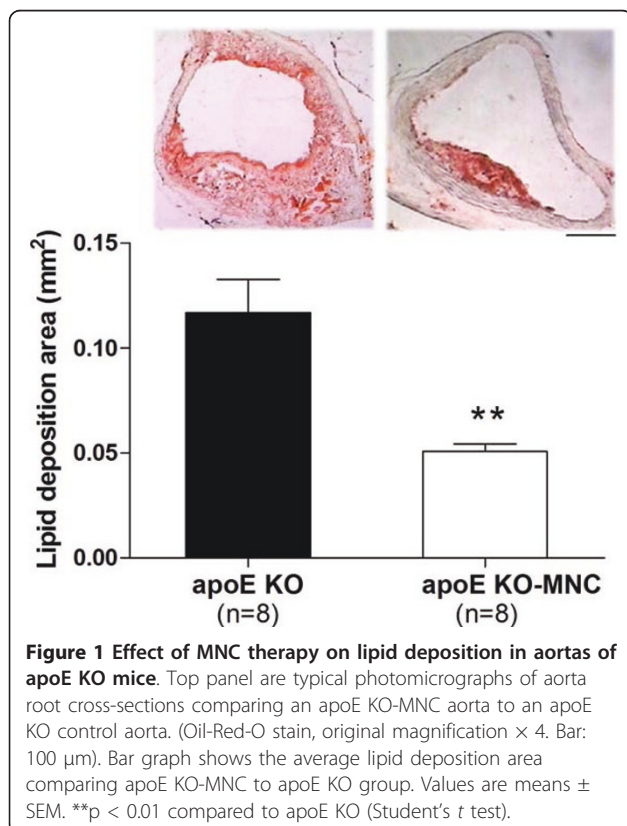 0.15
0.10
0.05
0.00
Lipid deposition area (mm²)
**
apoE KO
(n=8)
apoE KO-MNC
(n=8)
Figure 1 Effect of MNC therapy on lipid deposition in aortas of
apoE KO mice. Top panel are typical photomicrographs of aorta
root cross-sections comparing an apoE KO-MNC aorta to an apoE
KO control aorta. (Oil-Red-O stain, original magnification × 4. Bar:
100 μm). Bar graph shows the average lipid deposition area
comparing apoE KO-MNC to apoE KO group. Values are means ±
SEM. **p < 0.01 compared to apoE KO (Student's t test).